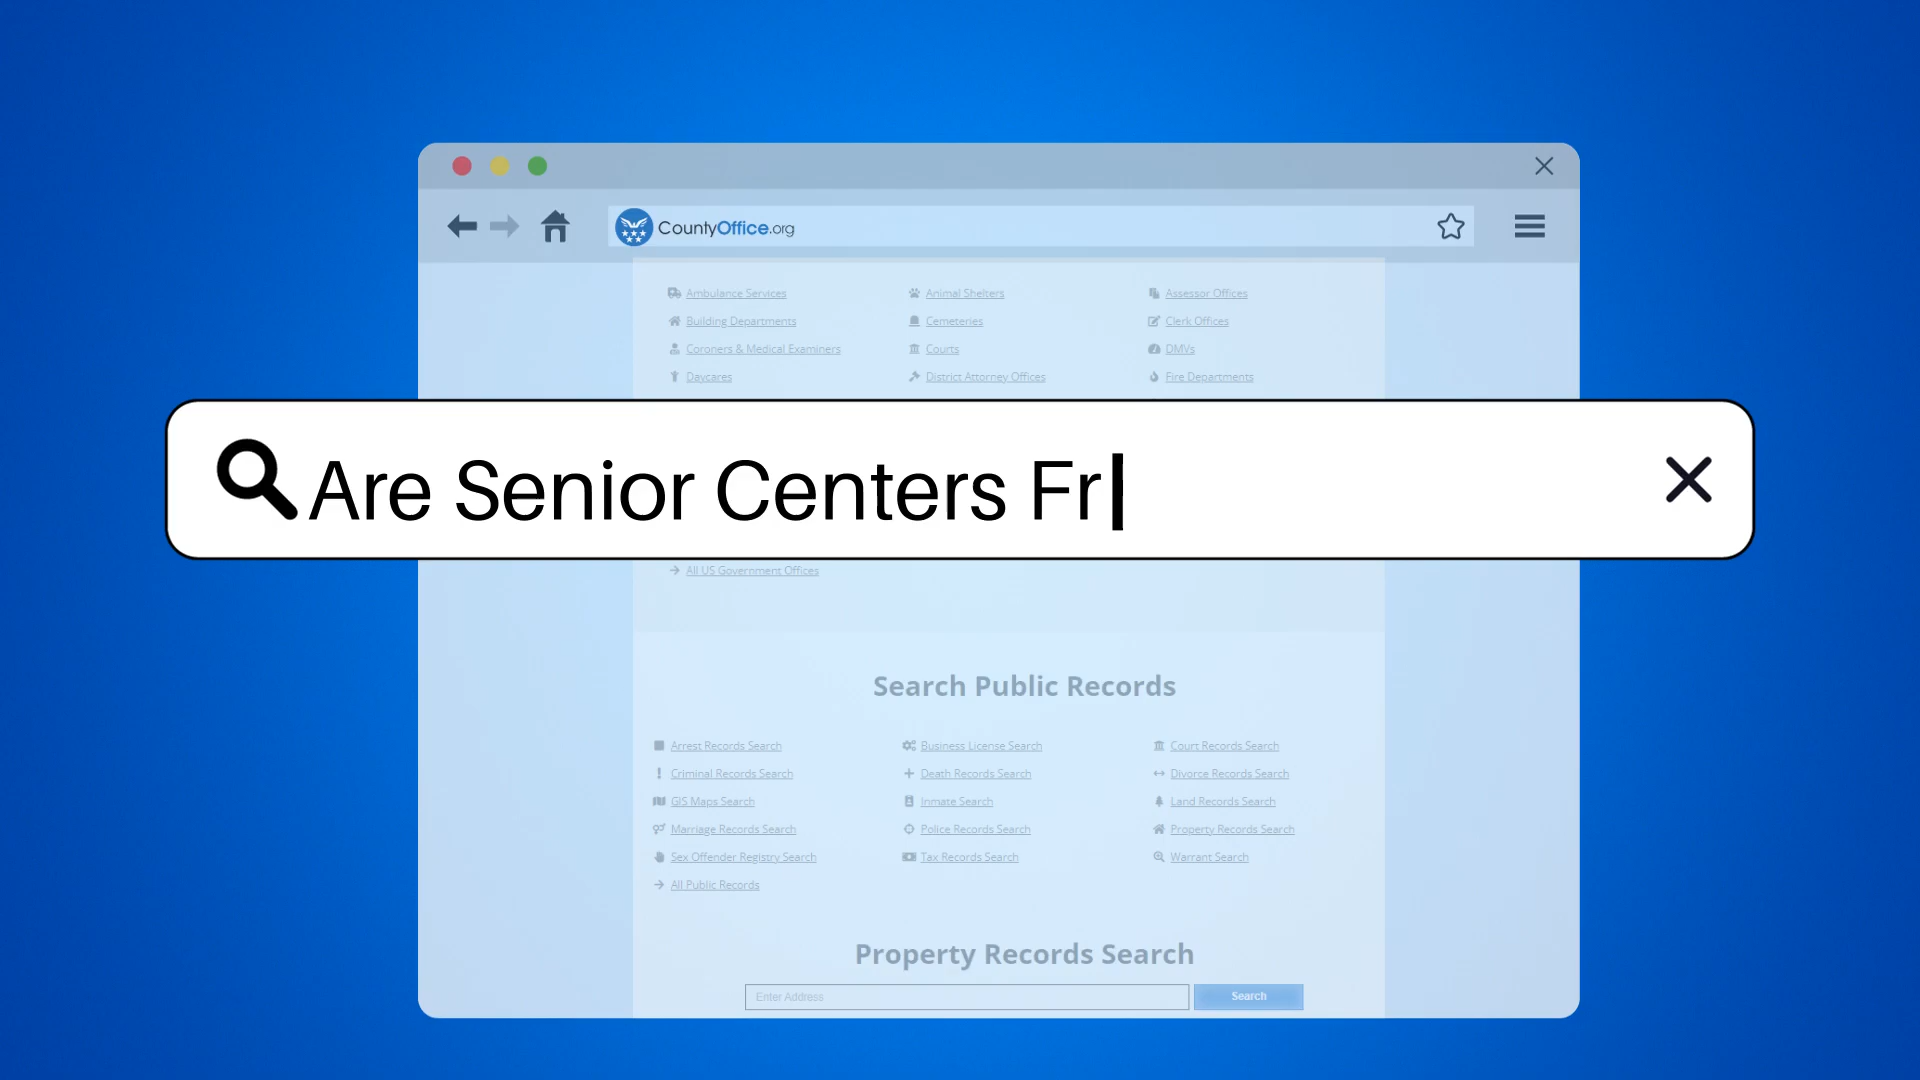 CountyOffice.org
Ambulance Services Animal Shelters Assessor Offices
Building Departments Cemeteries Clerk Offices
Coroners & Medical Examiners Courts DMVs
Daycares District Attorney Offices Fire Departments
Are Senior Centers Fr
All US Government Offices
Search Public Records
Arrest Records Search Business License Search Court Records Search
Criminal Records Search Death Records Search Divorce Records Search
GIS Maps Search Inmate Search Land Records Search
Marriage Records Search Police Records Search Property Records Search
Sex Offender Registry Search Tax Records Search Warrant Search
All Public Records
Property Records Search
Enter Address Search